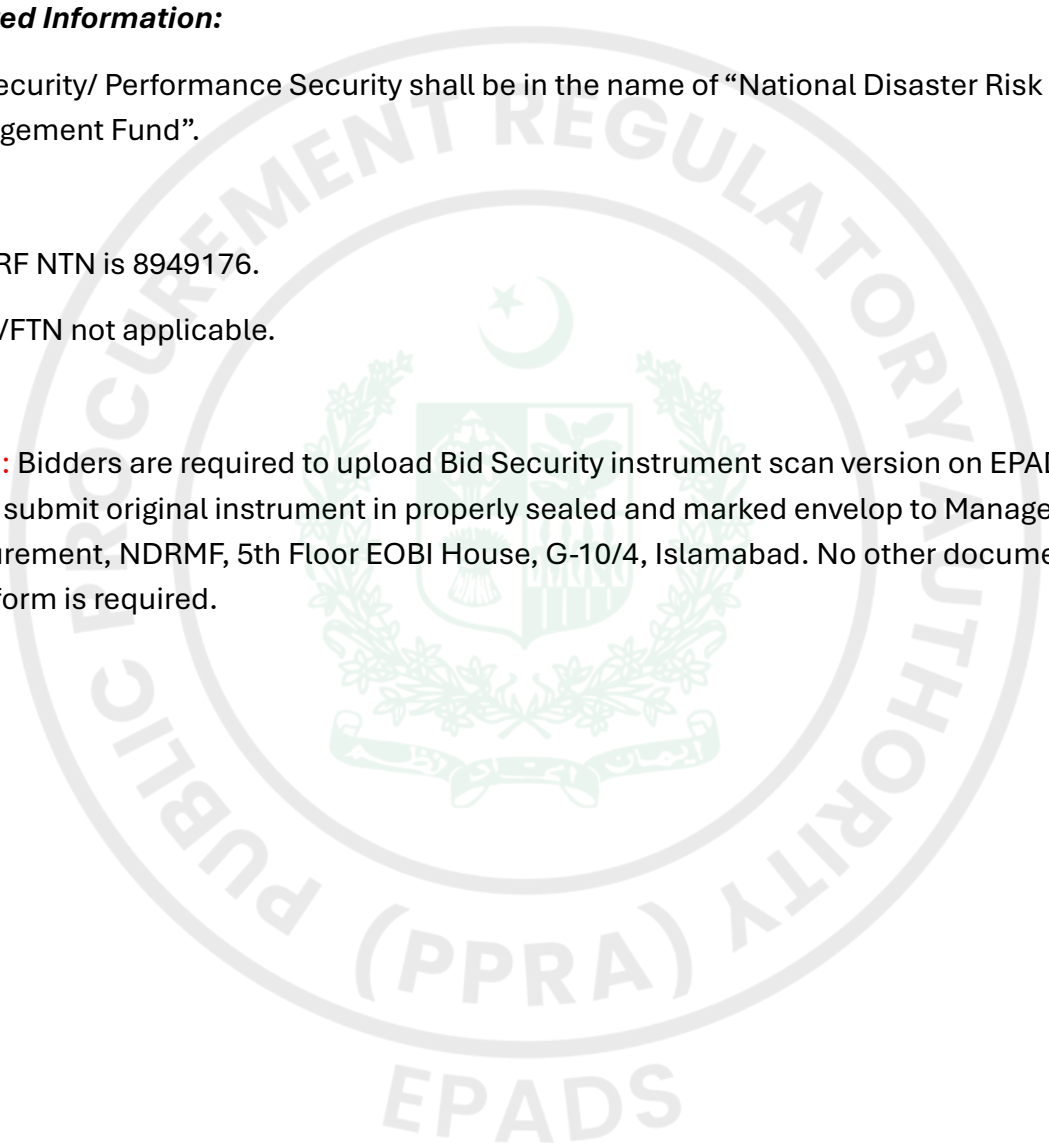 ed Information:
ecurity/ Performance Security shall be in the name of “National Disaster Risk
gement Fund”.
RF NTN is 8949176.
/FTN not applicable.
: Bidders are required to upload Bid Security instrument scan version on EPAD
submit original instrument in properly sealed and marked envelop to Manage
urement, NDRMF, 5th Floor EOBI House, G-10/4, Islamabad. No other docume
form is required.
PUBLIC PROCUREMENT REGULATORY AUTHORITY
(PPRA)
EPADS